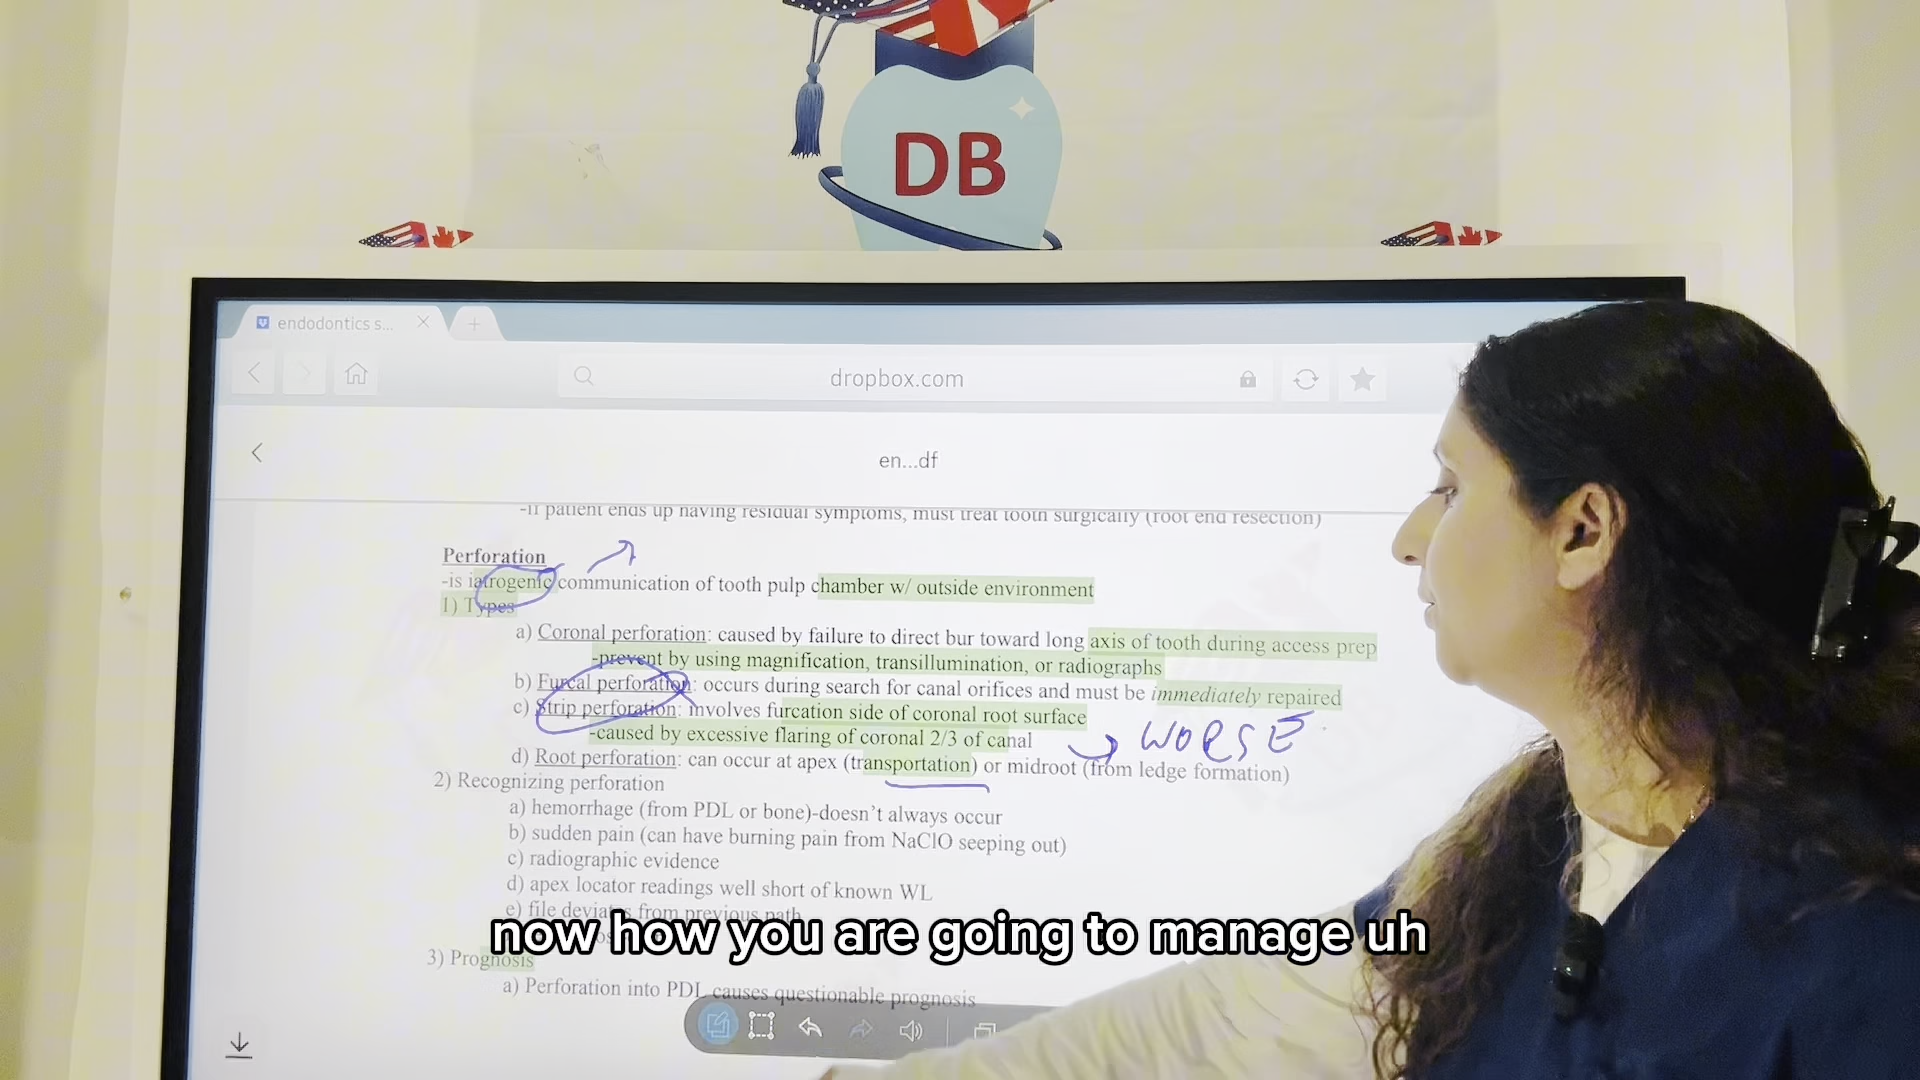 DB
endodontics s...
dropbox.com
en...df
-if patient ends up having residual symptoms, must treat tooth surgically (root end resection)
Perforation
-is iatrogenic communication of tooth pulp chamber w/ outside environment
1) Types
a) Coronal perforation: caused by failure to direct bur toward long axis of tooth during access prep
-prevent by using magnification, transillumination, or radiographs
b) Furcal perforation: occurs during search for canal orifices and must be immediately repaired
c) Strip perforation: involves furcation side of coronal root surface
-caused by excessive flaring of coronal 2/3 of canal
WORSE
d) Root perforation: can occur at apex (transportation) or midroot (from ledge formation)
2) Recognizing perforation
a) hemorrhage (from PDL or bone)-doesn't always occur
b) sudden pain (can have burning pain from NaClO seeping out)
c) radiographic evidence
d) apex locator readings well short of known WL
e) file deviates from previous path
now how you are going to manage uh
3) Prognosis
a) Perforation into PDL causes questionable prognosis